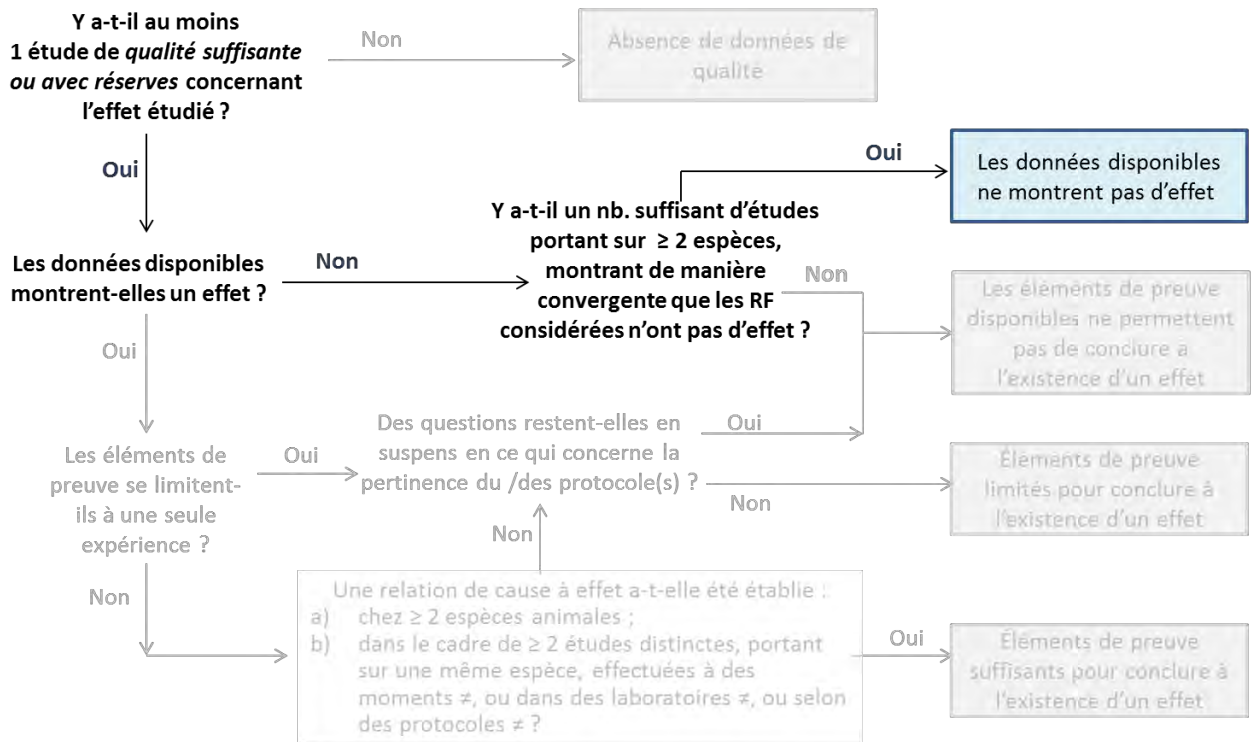 Y a-t-il au moins
1 étude de qualité suffisante
ou avec réserves concernant
l'effet étudié ?
Non
Absence de données de
qualité
Oui
Oui
Les données disponibles
ne montrent pas d'effet
Les données disponibles
montrent-elles un effet ?
Non
Y a-t-il un nb. suffisant d'études
portant sur ≥ 2 espèces,
montrant de manière
convergente que les RF
considérées n'ont pas d'effet ?
Non
Les éléments de preuve
disponibles ne permettent
pas de conclure a
l'existence d'un effet
Oui
Les éléments de
preuve se limitent-
ils à une seule
expérience ?
Oui
Des questions restent-elles en
suspens en ce qui concerne la
pertinence du /des protocole(s) ?
Oui
Non
Éléments de preuve
limités pour conclure à
l'existence d'un effet
Non
Non
Une relation de cause à effet a-t-elle été établie :
a) chez ≥ 2 espèces animales ;
b) dans le cadre de ≥ 2 études distinctes, portant
sur une même espèce, effectuées à des
moments ≠, ou dans des laboratoires ≠, ou selon
des protocoles ≠ ?
Oui
Éléments de preuve
suffisants pour conclure à
l'existence d'un effet